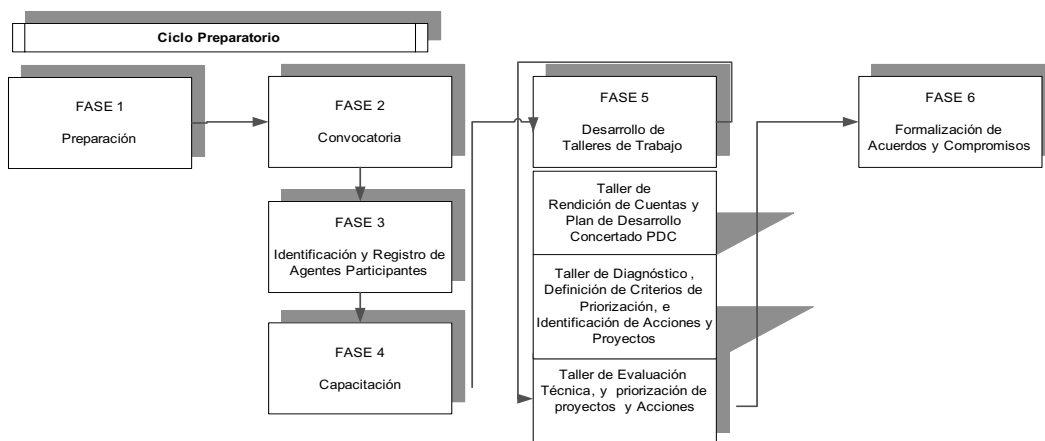 Ciclo Preparatorio
FASE 1
Preparación
FASE 2
Convocatoria
FASE 3
Identificación y Registro de
Agentes Participantes
FASE 4
Capacitación
FASE 5
Desarrollo de
Talleres de Trabajo
Taller de
Rendición de Cuentas y
Plan de Desarrollo
Concertado PDC
Taller de Diagnóstico ,
Definición de Criterios de
Priorización, e
Identificación de Acciones y
Proyectos
Taller de Evaluación
Técnica, y priorización de
proyectos y Acciones
FASE 6
Formalización de
Acuerdos y Compromisos